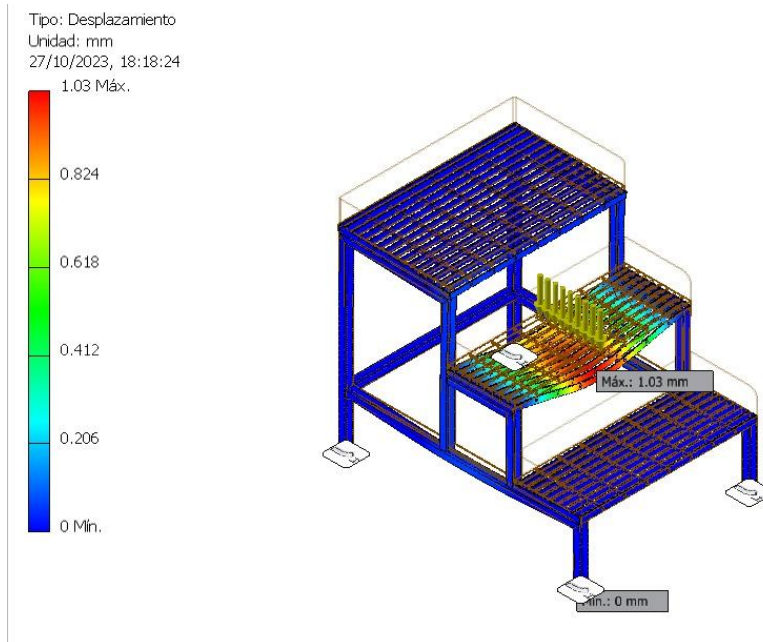 Tipo: Desplazamiento
Unidad: mm
27/10/2023, 18:18:24
1.03 Máx.
0.824
0.618
0.412
0.206
0 Mín.
Máx.: 1.03 mm
Mín.: 0 mm